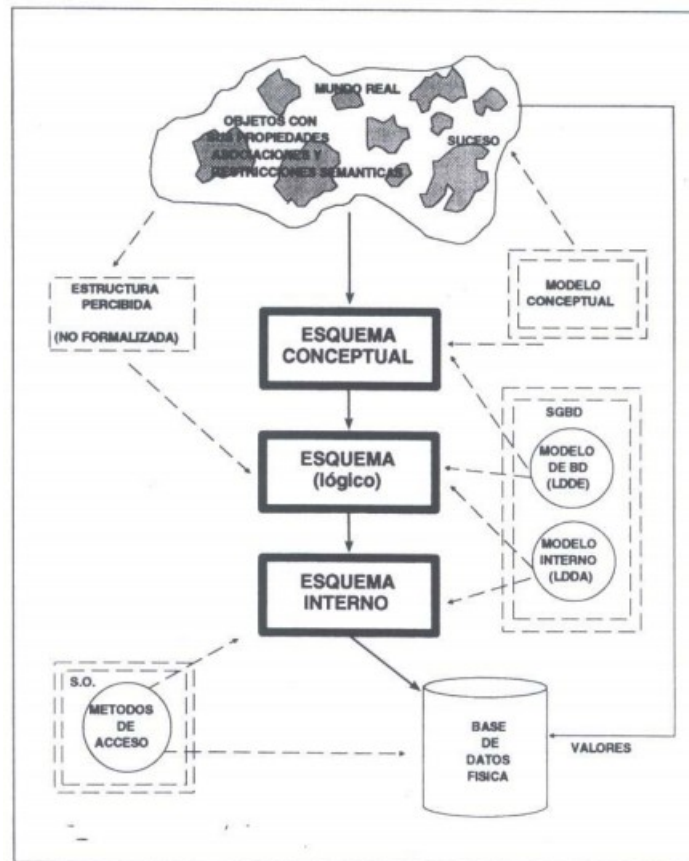 MUNDO REAL
OBJETOS CON
SUS PROPIEDADES
ASOCIACIONES Y
RESTRICCIONES SEMANTICAS
SUCESO
ESTRUCTURA
PERCIBIDA
(NO FORMALIZADA)
MODELO
CONCEPTUAL
ESQUEMA
CONCEPTUAL
SGBD
MODELO
DE BD
(LDDE)
ESQUEMA
(lógico)
MODELO
INTERNO
(LDDA)
ESQUEMA
INTERNO
S.O.
METODOS
DE
ACCESO
BASE
DE
DATOS
FISICA
VALORES